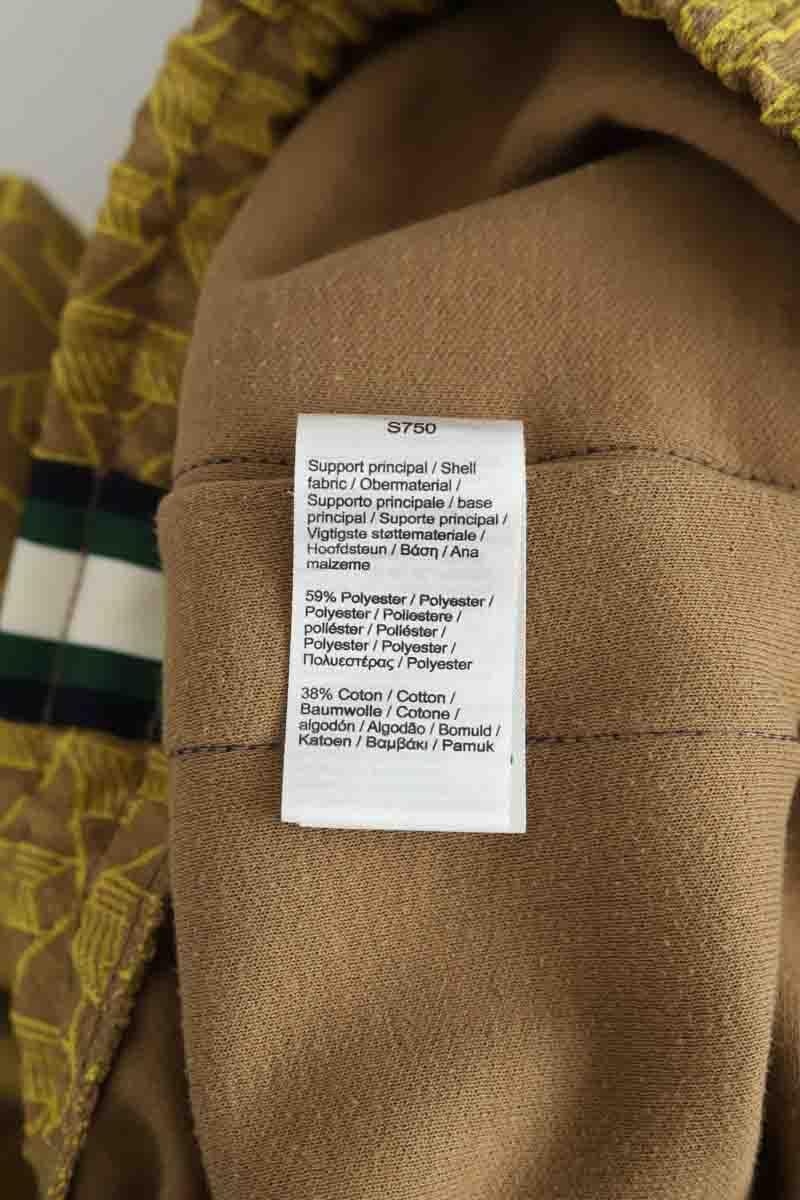 S750
Support principal / Shell
fabric / Obermaterial /
Supporto principale / base
principal / Suporte principal /
Vigtigste støttemateriale /
Hoofdsteun / Βάση / Ana
malzeme
59% Polyester / Polyester /
Polyester / Poliestere /
poliéster / Poliéster /
Polyester / Polyester /
Πολυεστέρας / Polyester
38% Coton / Cotton /
Baumwolle / Cotone /
algodón / Algodão / Bomuld /
Katoen / Βαμβάκι / Pamuk